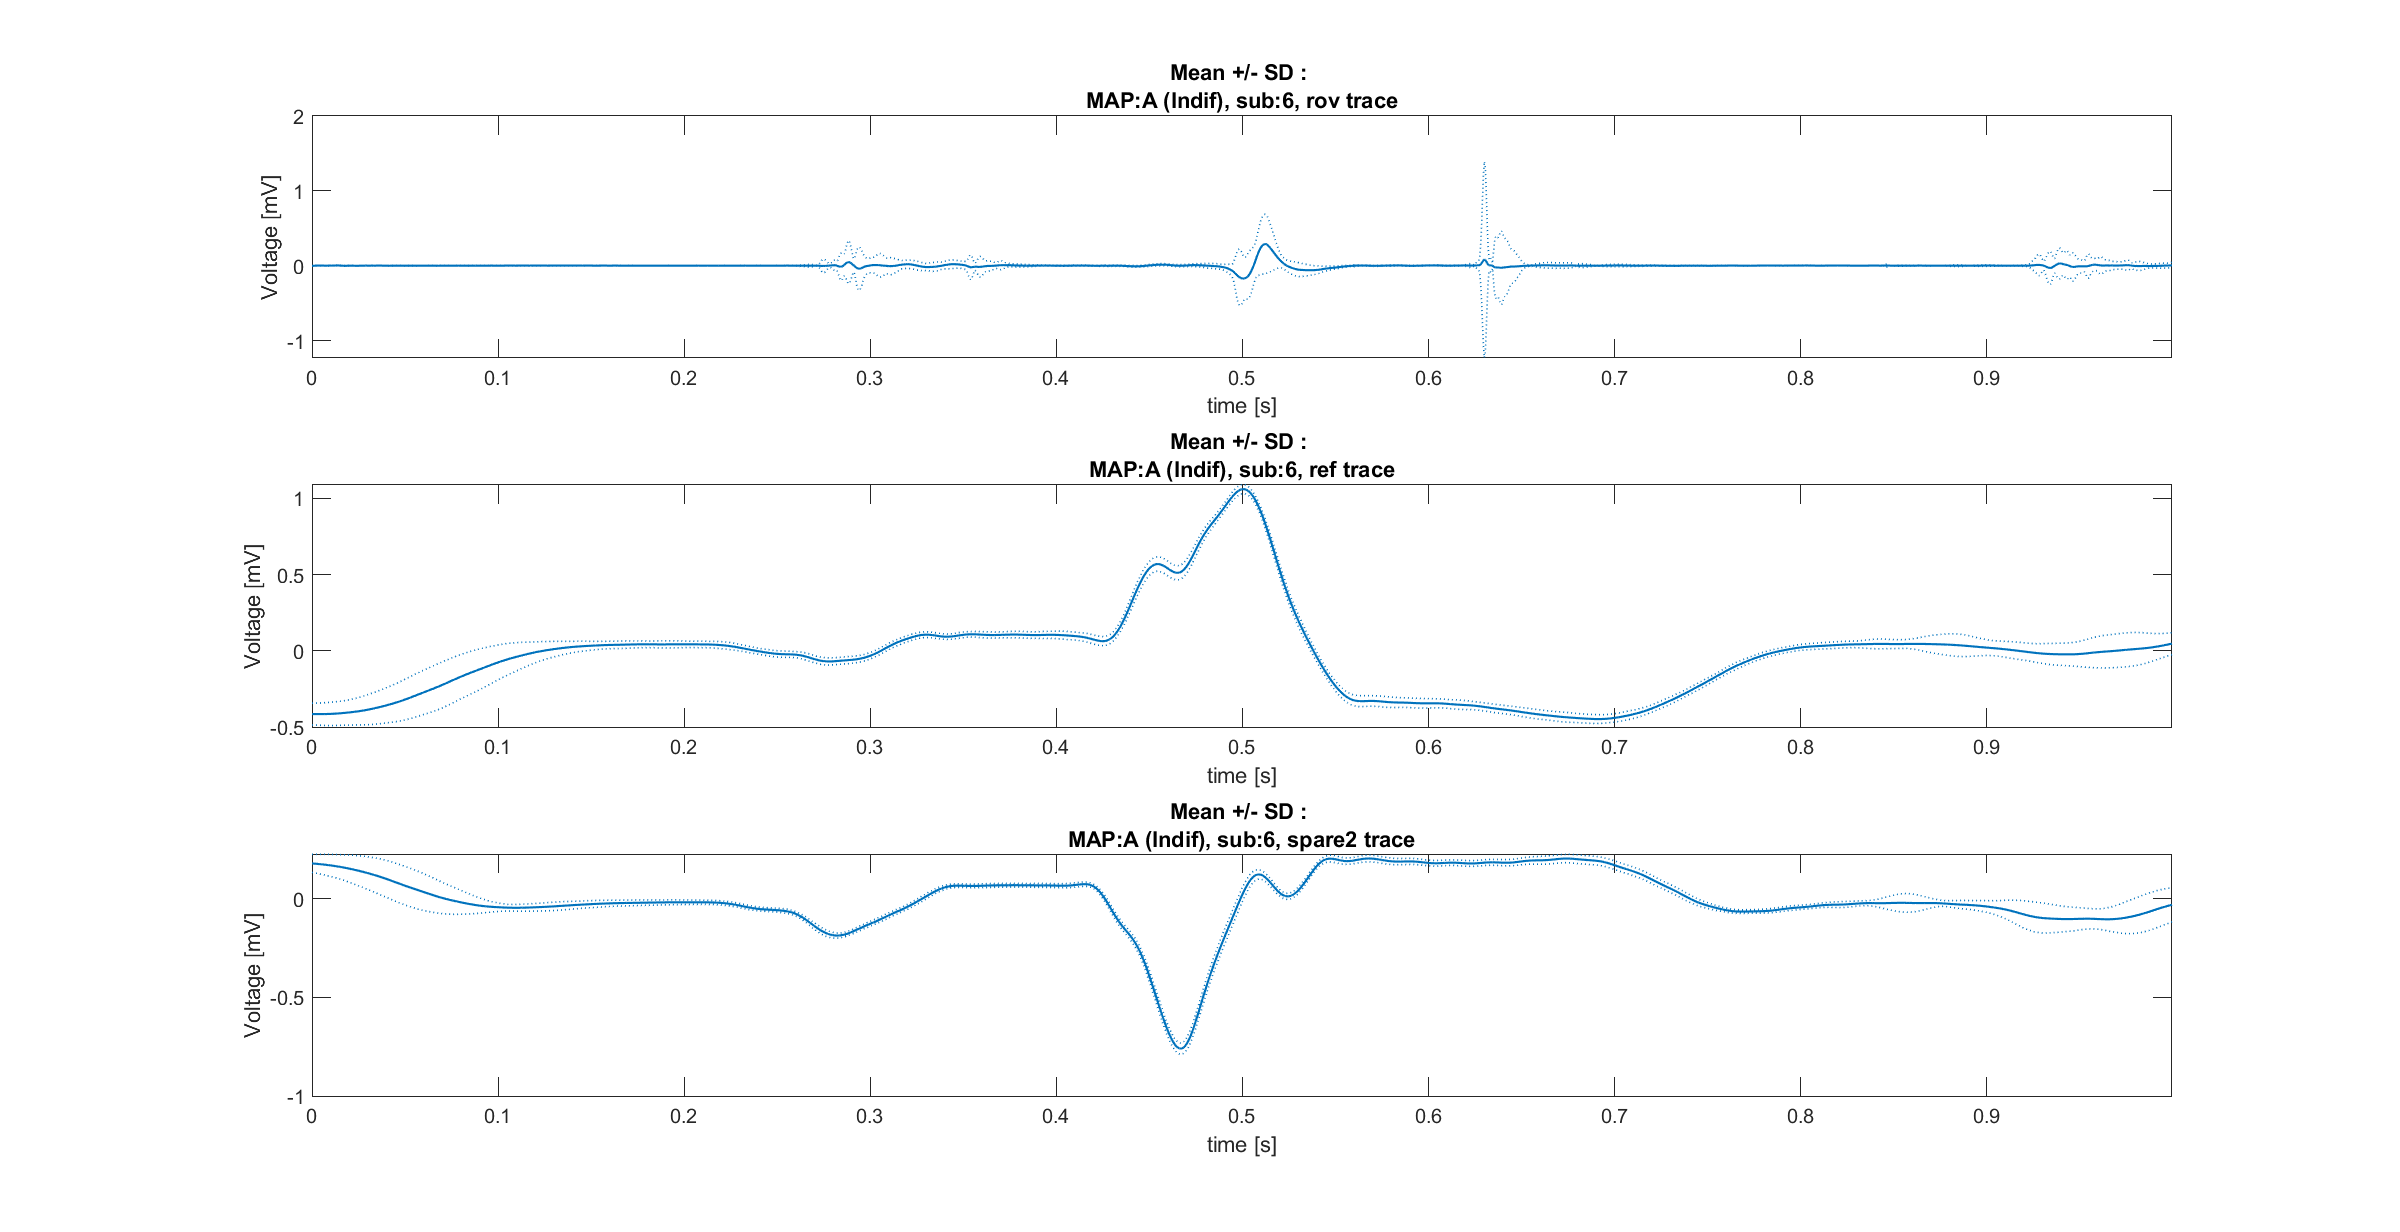 Mean +/- SD :
MAP:A (Indif), sub:6, rov trace
2
1
0
-1
Voltage [mV]
0 0.1 0.2 0.3 0.4 0.5 0.6 0.7 0.8 0.9
time [s]
Mean +/- SD :
MAP:A (Indif), sub:6, ref trace
1
0.5
0
-0.5
Voltage [mV]
0 0.1 0.2 0.3 0.4 0.5 0.6 0.7 0.8 0.9
time [s]
Mean +/- SD :
MAP:A (Indif), sub:6, spare2 trace
0
-0.5
-1
Voltage [mV]
0 0.1 0.2 0.3 0.4 0.5 0.6 0.7 0.8 0.9
time [s]